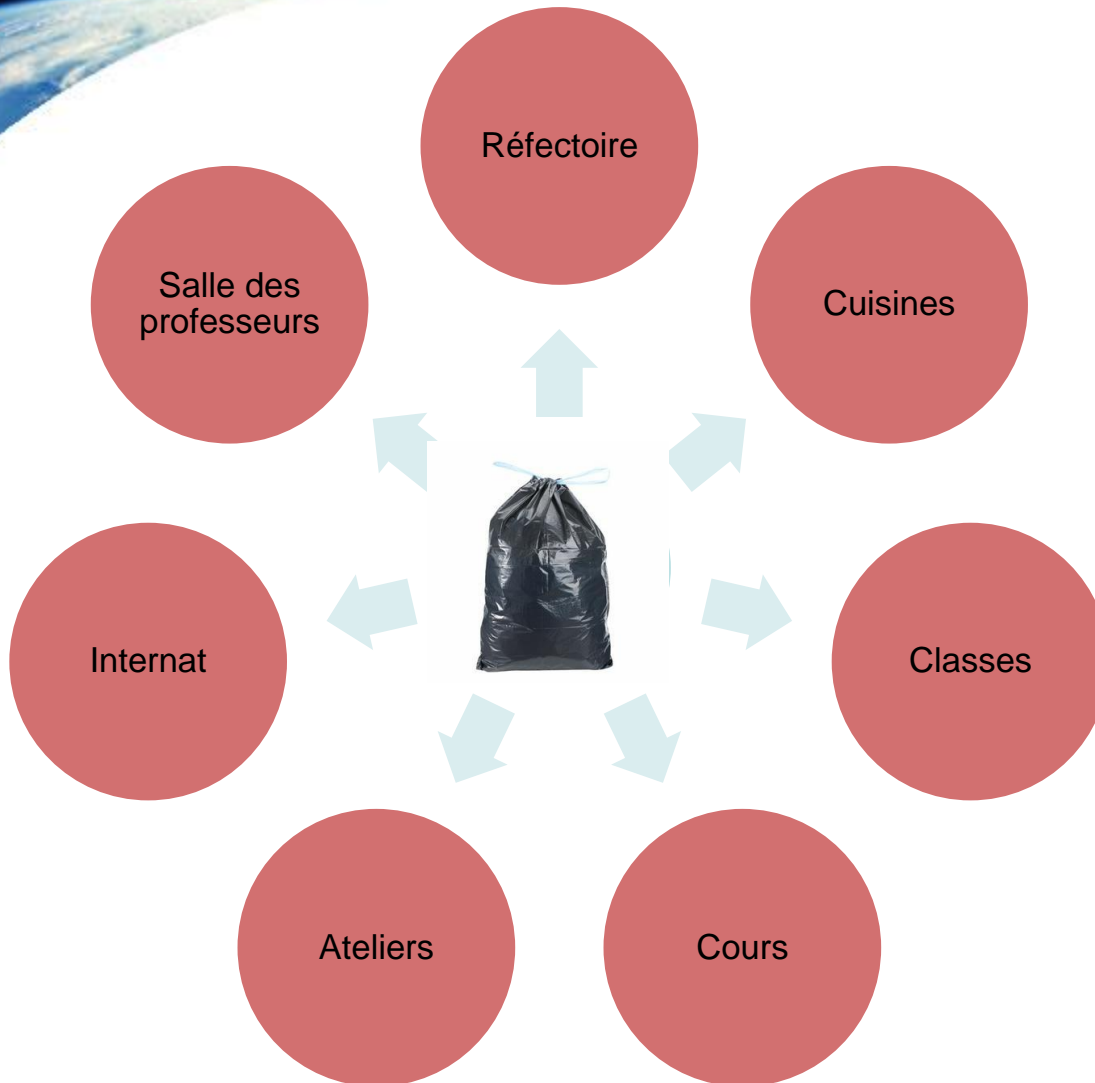 Réfectoire
Cuisines
Classes
Cours
Ateliers
Internat
Salle des
professeurs